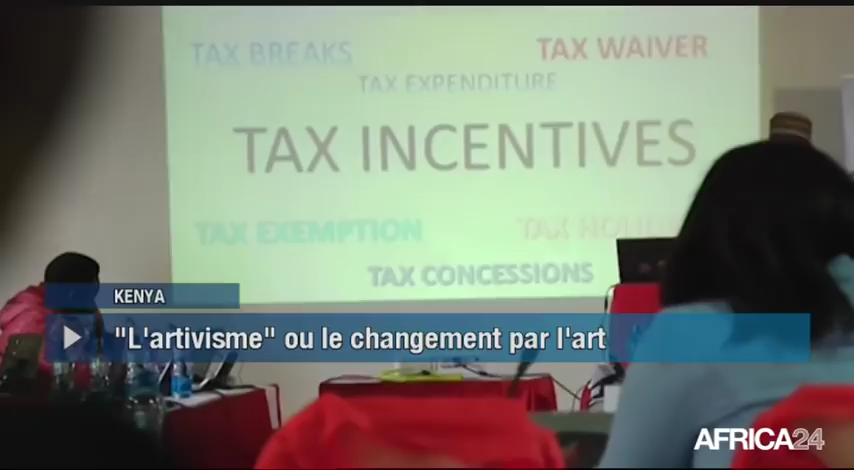 TAX BREAKS
TAX WAIVER
TAX EXPENDITURE
TAX INCENTIVES
TAX EXEMPTION
TAX
TAX CONCESSIONS
KENYA
"L'artivisme" ou le changement par l'art
AFRICA24